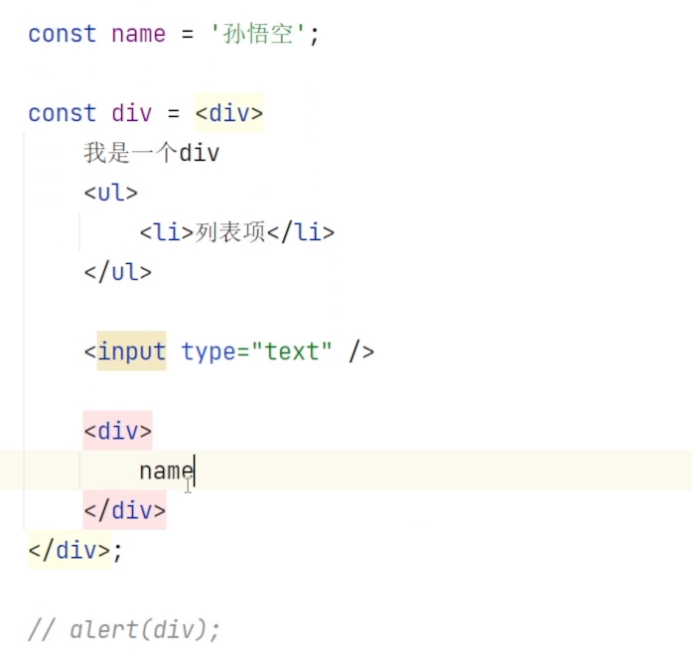 const name = '孙悟空';
const div = <div>
我是一个div
<ul>
<li>列表项</li>
</ul>
<input type="text" />
<div>
name
</div>
</div>;
// alert(div);